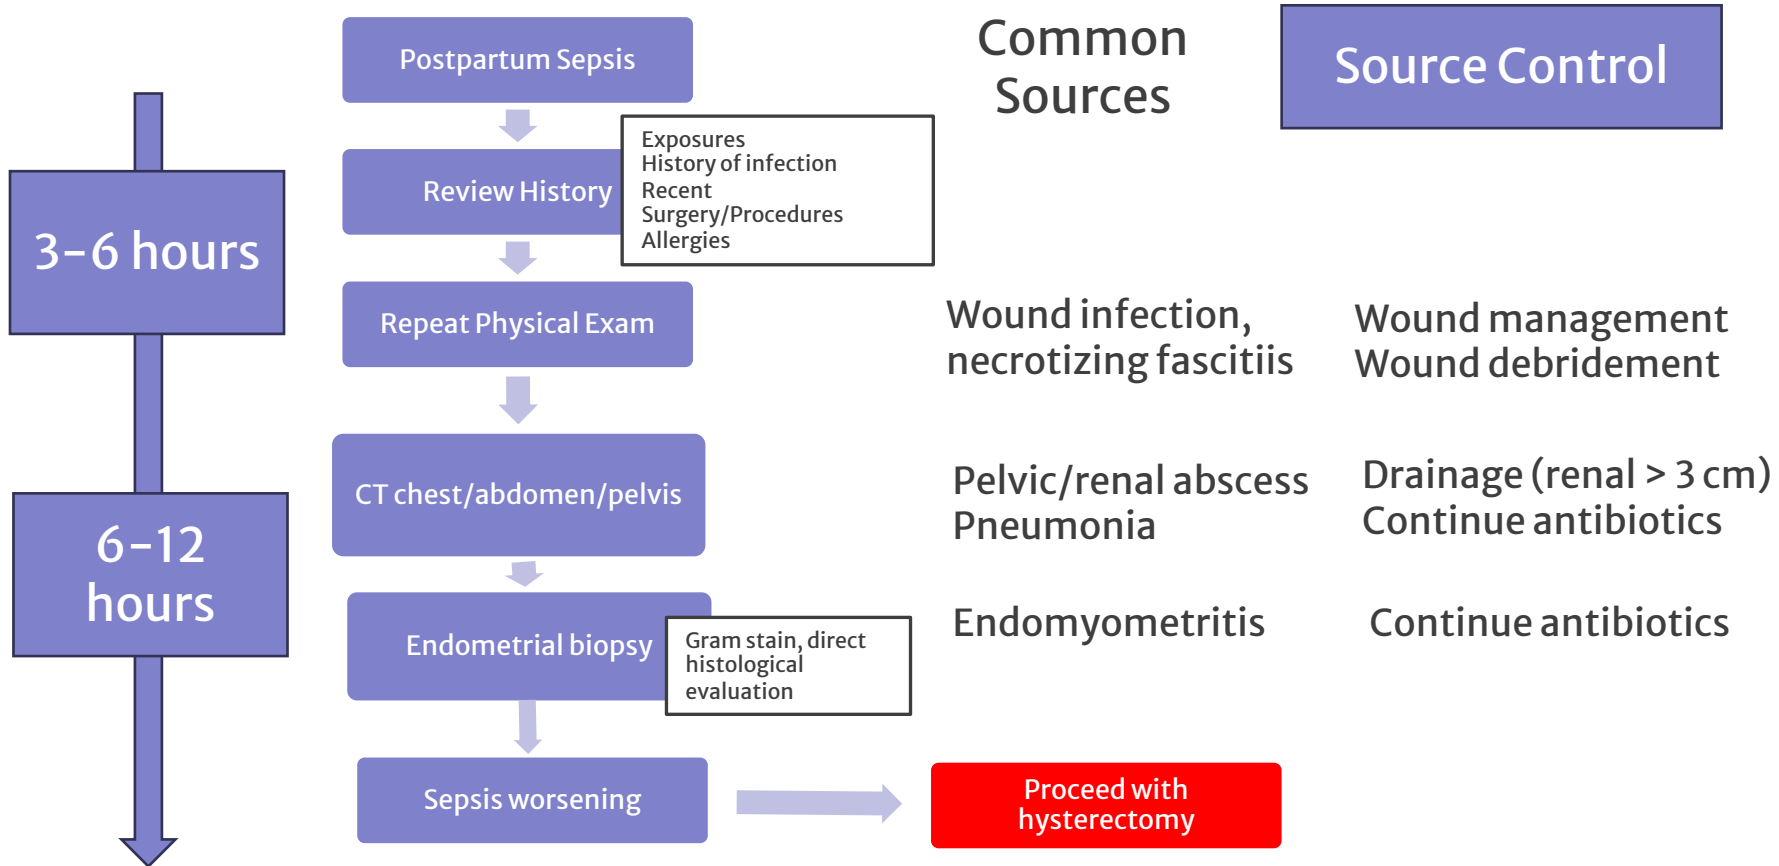 Postpartum Sepsis
Common
Sources
Source Control
3-6 hours
Review History
Exposures
History of infection
Recent
Surgery/Procedures
Allergies
Repeat Physical Exam
Wound infection,
necrotizing fascitiis
Wound management
Wound debridement
6-12
hours
CT chest/abdomen/pelvis
Pelvic/renal abscess
Pneumonia
Drainage (renal > 3 cm)
Continue antibiotics
Endometrial biopsy
Gram stain, direct
histological
evaluation
Endomyometritis
Continue antibiotics
Sepsis worsening
Proceed with
hysterectomy